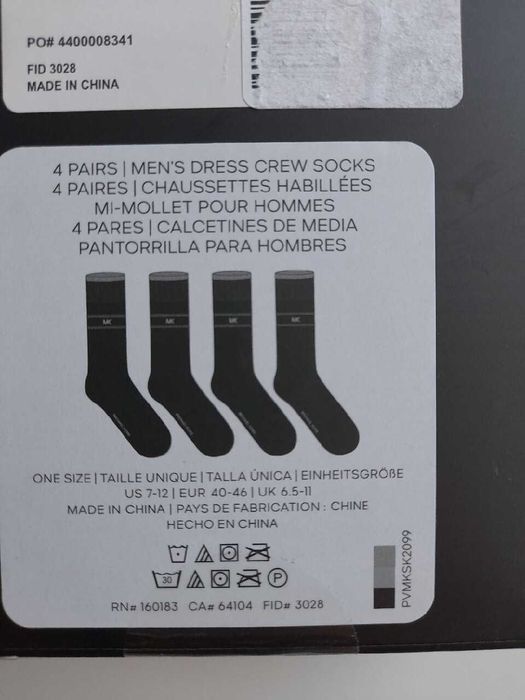 PO# 4400008341
FID 3028
MADE IN CHINA
4 PAIRS | MEN'S DRESS CREW SOCKS
4 PAIRES | CHAUSSETTES HABILLÉES
MI-MOLLET POUR HOMMES
4 PARES | CALCETINES DE MEDIA
PANTORRILLA PARA HOMBRES
MK MK MK MK
ONE SIZE | TAILLE UNIQUE | TALLA ÚNICA | EINHEITSGRÖßE
US 7-12 | EUR 40-46 | UK 6.5-11
MADE IN CHINA | PAYS DE FABRICATION : CHINE
HECHO EN CHINA
30 P
RN# 160183 CA# 64104 FID# 3028
PVMKSK2099